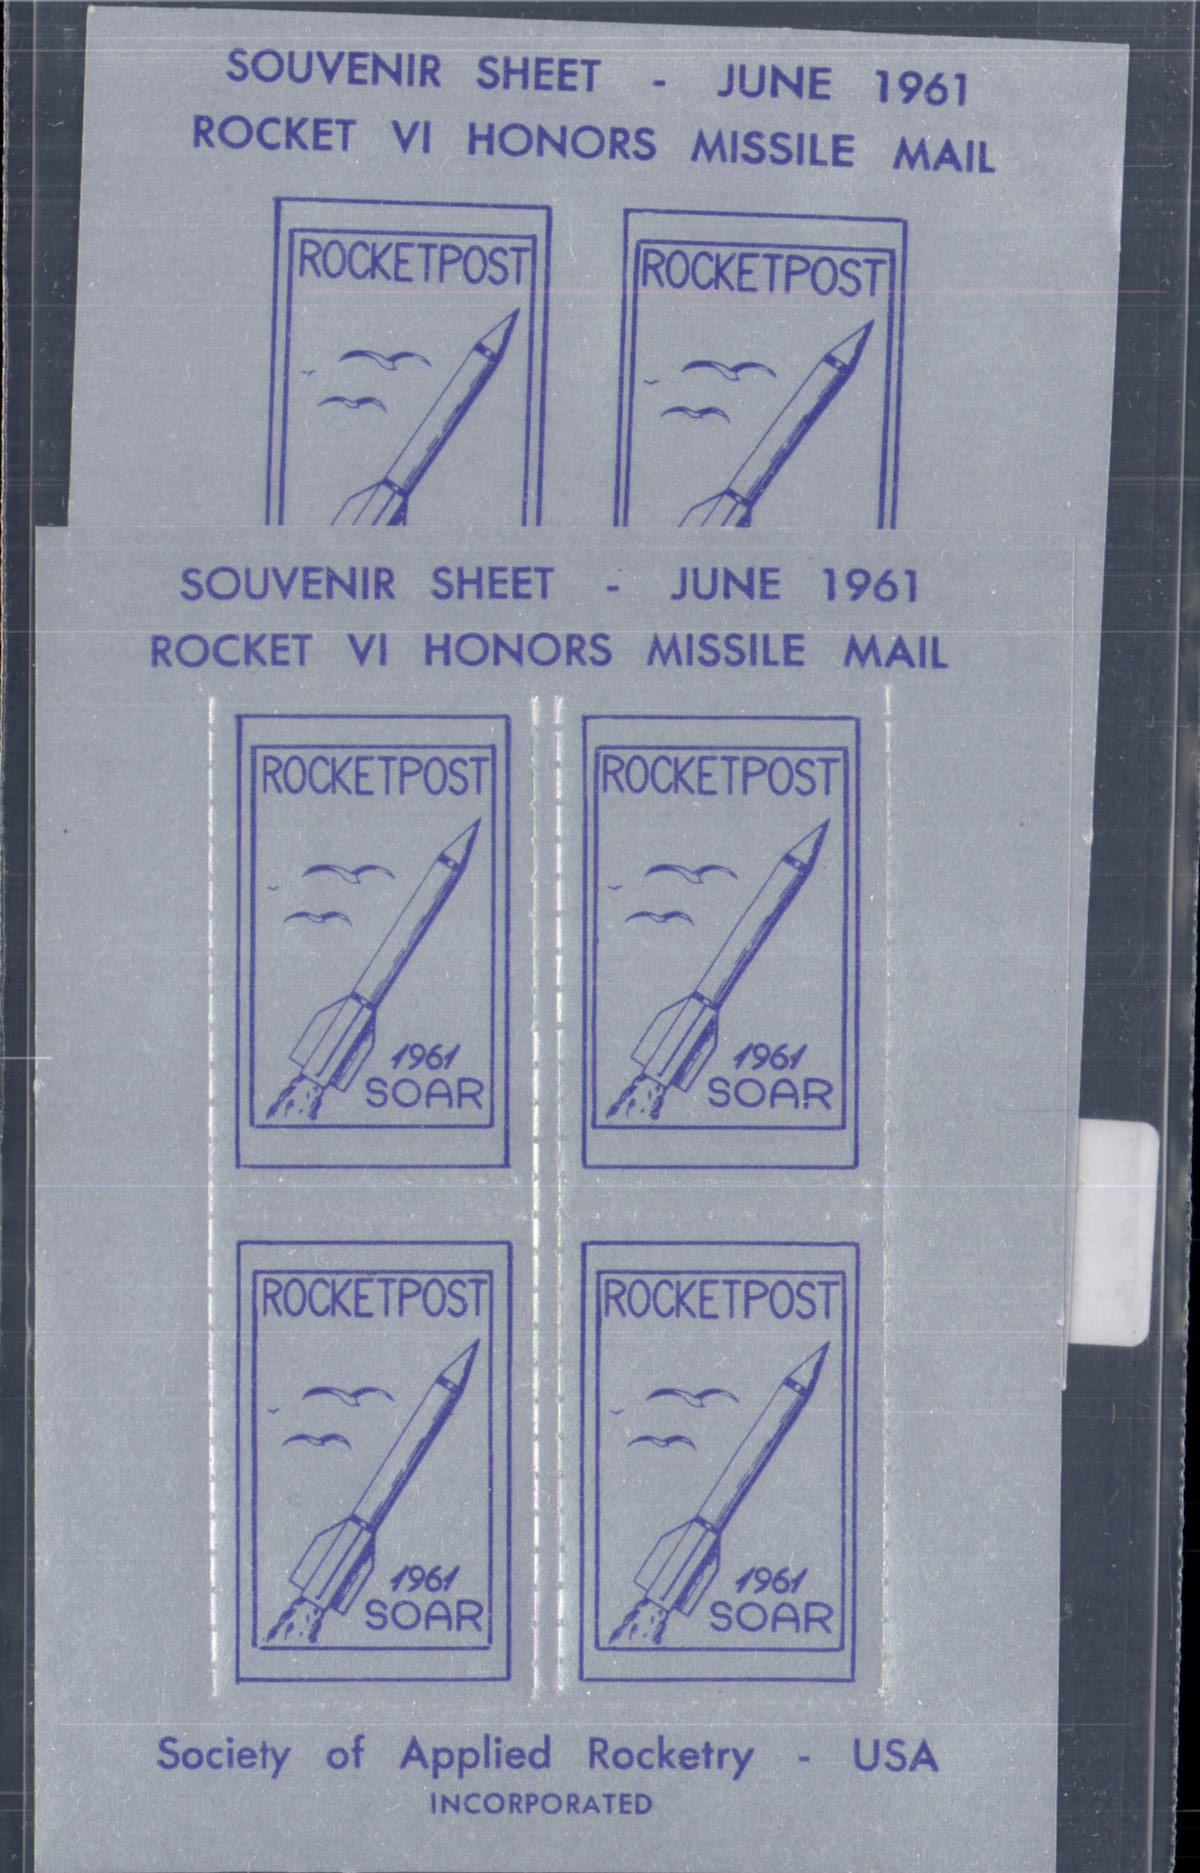 SOUVENIR SHEET - JUNE 1961
ROCKET VI HONORS MISSILE MAIL
ROCKETPOST ROCKETPOST
SOUVENIR SHEET - JUNE 1961
ROCKET VI HONORS MISSILE MAIL
ROCKETPOST ROCKETPOST
1961 1961
SOAR SOAR
ROCKETPOST ROCKETPOST
1961 1961
SOAR SOAR
Society of Applied Rocketry - USA
INCORPORATED